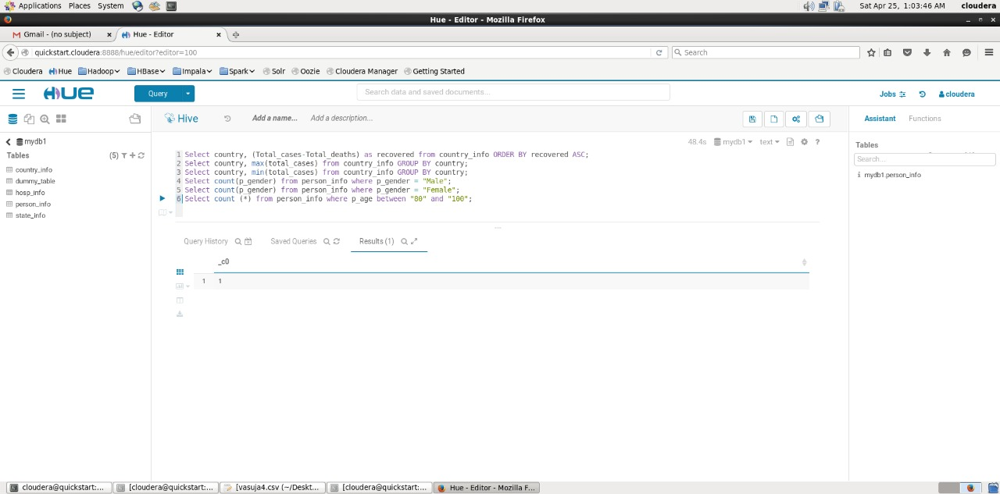 Applications Places System Sat Apr 25, 1:03:46 AM cloudera
Hue - Editor - Mozilla Firefox
Gmail - (no subject) × Hue - Editor ×
quickstart.cloudera:8888/hue/editor?editor=100 Search
Cloudera Hue Hadoop HBase Impala Spark Solr Oozie Cloudera Manager Getting Started
HUE Query Search data and saved documents... Jobs cloudera
Hive Add a name... Add a description... Assistant Functions
mydb1 48.4s mydb1 text ?
Tables (5) Tables
Search...
country_info
dummy_table mydb1.person_info
hosp_info
person_info
state_info
1 Select country, (Total_cases-Total_deaths) as recovered from country_info ORDER BY recovered ASC;
2 Select country, max(total_cases) from country_info GROUP BY country;
3 Select country, min(total_cases) from country_info GROUP BY country;
4 Select count(p_gender) from person_info where p_gender = "Male";
5 Select count(p_gender) from person_info where p_gender = "Female";
6 Select count (*) from person_info where p_age between "80" and "100";
Query History Saved Queries Results (1)
_c0
1 1
cloudera@quickstart:... [cloudera@quickstart:... [vasuja4.csv (~/Deskt... [cloudera@quickstart:... Hue - Editor - Mozilla F...